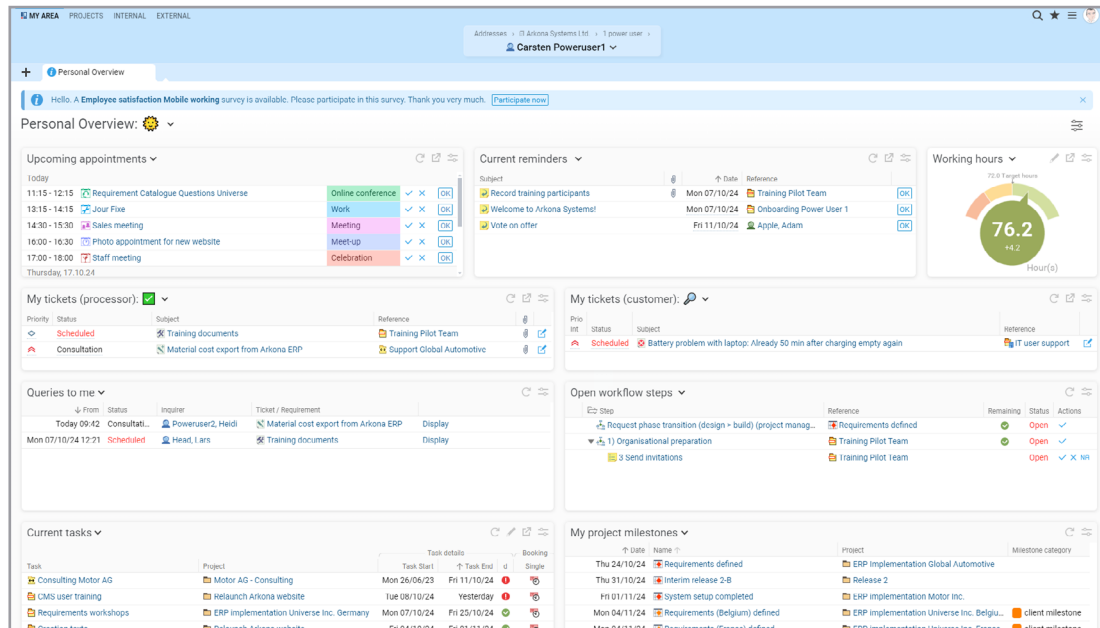 MY AREA PROJECTS INTERNAL EXTERNAL
Addresses › Arkona Systems Ltd. › 1 power user ›
Carsten Poweruser1
Personal Overview
Hello. A Employee satisfaction Mobile working survey is available. Please participate in this survey. Thank you very much. Participate now
Personal Overview:
Upcoming appointments
Today
11:15 - 12:15 Requirement Catalogue Questions Universe Online conference OK
13:15 - 14:15 Jour Fixe Work OK
14:30 - 15:30 Sales meeting Meeting OK
16:00 - 16:30 Photo appointment for new website Meet-up OK
17:00 - 18:00 Staff meeting Celebration OK
Thursday, 17.10.24
Current reminders
Subject Date Reference
Record training participants Mon 07/10/24 Training Pilot Team OK
Welcome to Arkona Systems! Mon 07/10/24 Onboarding Power User 1 OK
Vote on offer Fri 11/10/24 Apple, Adam OK
Working hours
72.0 Target hours
76.2
+4.2
Hour(s)
My tickets (processor):
Priority Status Subject Reference
Scheduled Training documents Training Pilot Team
Consultation Material cost export from Arkona ERP Support Global Automotive
My tickets (customer):
Prio
int Status Subject Reference
Scheduled Battery problem with laptop: Already 50 min after charging empty again IT user support
Queries to me
From Status Inquirer Ticket / Requirement
Today 09:42 Consultati... Poweruser2, Heidi Material cost export from Arkona ERP Display
Mon 07/10/24 12:21 Scheduled Head, Lars Training documents Display
Open workflow steps
Step Reference Remaining Status Actions
Request phase transition (design > build) (project manag... Requirements defined Open
1) Organisational preparation Training Pilot Team Open
3 Send invitations Training Pilot Team Open NR
Current tasks
Task details Booking
Task Project Task Start Task End d Single
Consulting Motor AG Motor AG - Consulting Mon 26/06/23 Fri 11/10/24
CMS user training Relaunch Arkona website Tue 08/10/24 Yesterday
Requirements workshops ERP implementation Universe Inc. Germany Mon 07/10/24 Fri 25/10/24
My project milestones
Date Name Project Milestone category
Thu 24/10/24 Requirements defined ERP Implementation Global Automotive
Thu 31/10/24 Interim release 2-B Release 2
Fri 01/11/24 System setup completed ERP implementation Motor Inc.
Mon 04/11/24 Requirements (Belgium) defined ERP implementation Universe Inc. Belgiu... client milestone